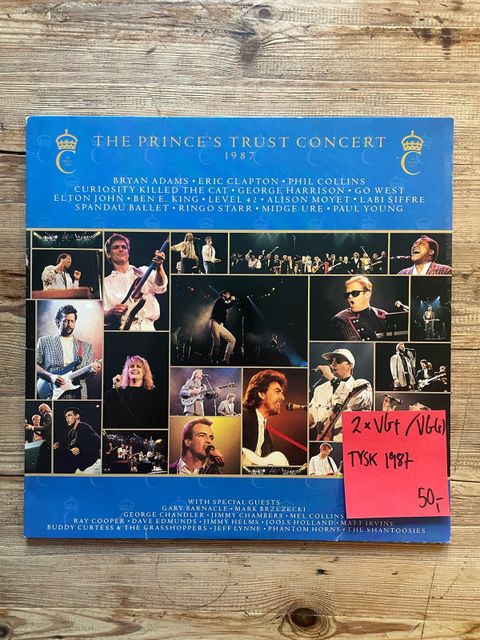 THE PRINCE'S TRUST CONCERT
1987
BRYAN ADAMS • ERIC CLAPTON • PHIL COLLINS
CURIOSITY KILLED THE CAT • GEORGE HARRISON • GO WEST
ELTON JOHN • BEN E. KING • LEVEL 42 • ALISON MOYET • LABI SIFFRE
SPANDAU BALLET • RINGO STARR • MIDGE URE • PAUL YOUNG
2 x VG+ /VG(+)
TYSK 1987
50,-
WITH SPECIAL GUESTS
GARY BARNACLE • MARK BRZEZECKI
GEORGE CHANDLER • JIMMY CHAMBERS • MEL COLLINS
RAY COOPER • DAVE EDMUNDS • JIMMY HELMS • JOOLS HOLLAND • MATT IRVINE
BUDDY CURTESS & THE GRASSHOPPERS • JEFF LYNNE • PHANTOM HORNS • THE SHANTOOSIES